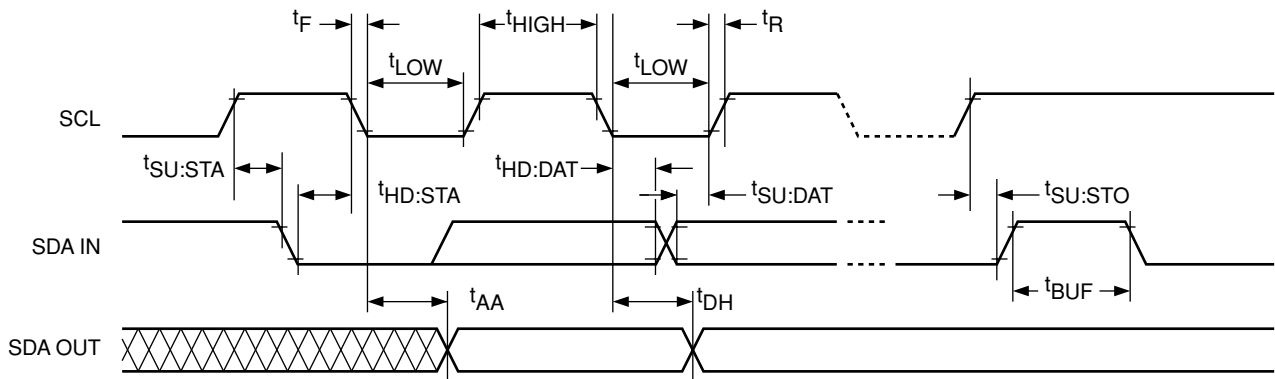 tF
tHIGH
tR
tLOW
tLOW
SCL
tSU:STA
tHD:STA
tHD:DAT
tSU:DAT
tSU:STO
SDA IN
tBUF
tAA
tDH
SDA OUT